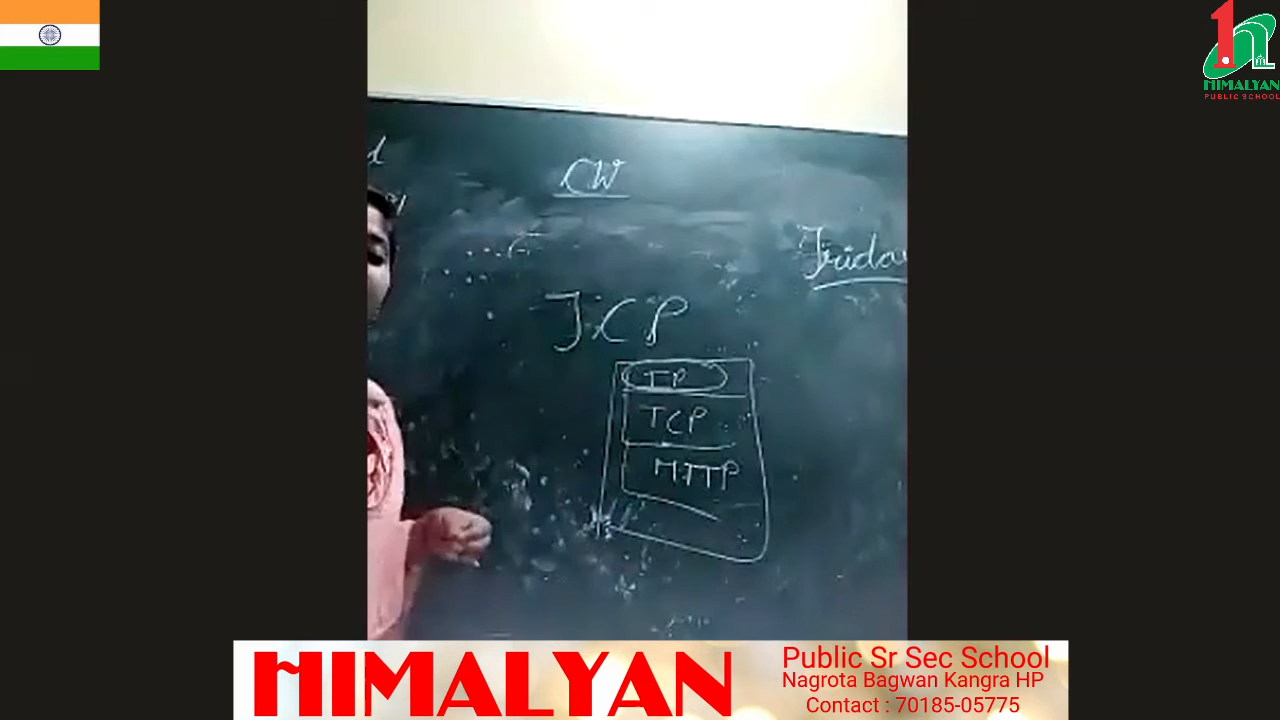 HIMALYAN
PUBLIC SCHOOL
CW
Friday
TCP
IP
TCP
HTTP
HIMALYAN
Public Sr Sec School
Nagrota Bagwan Kangra HP
Contact : 70185-05775